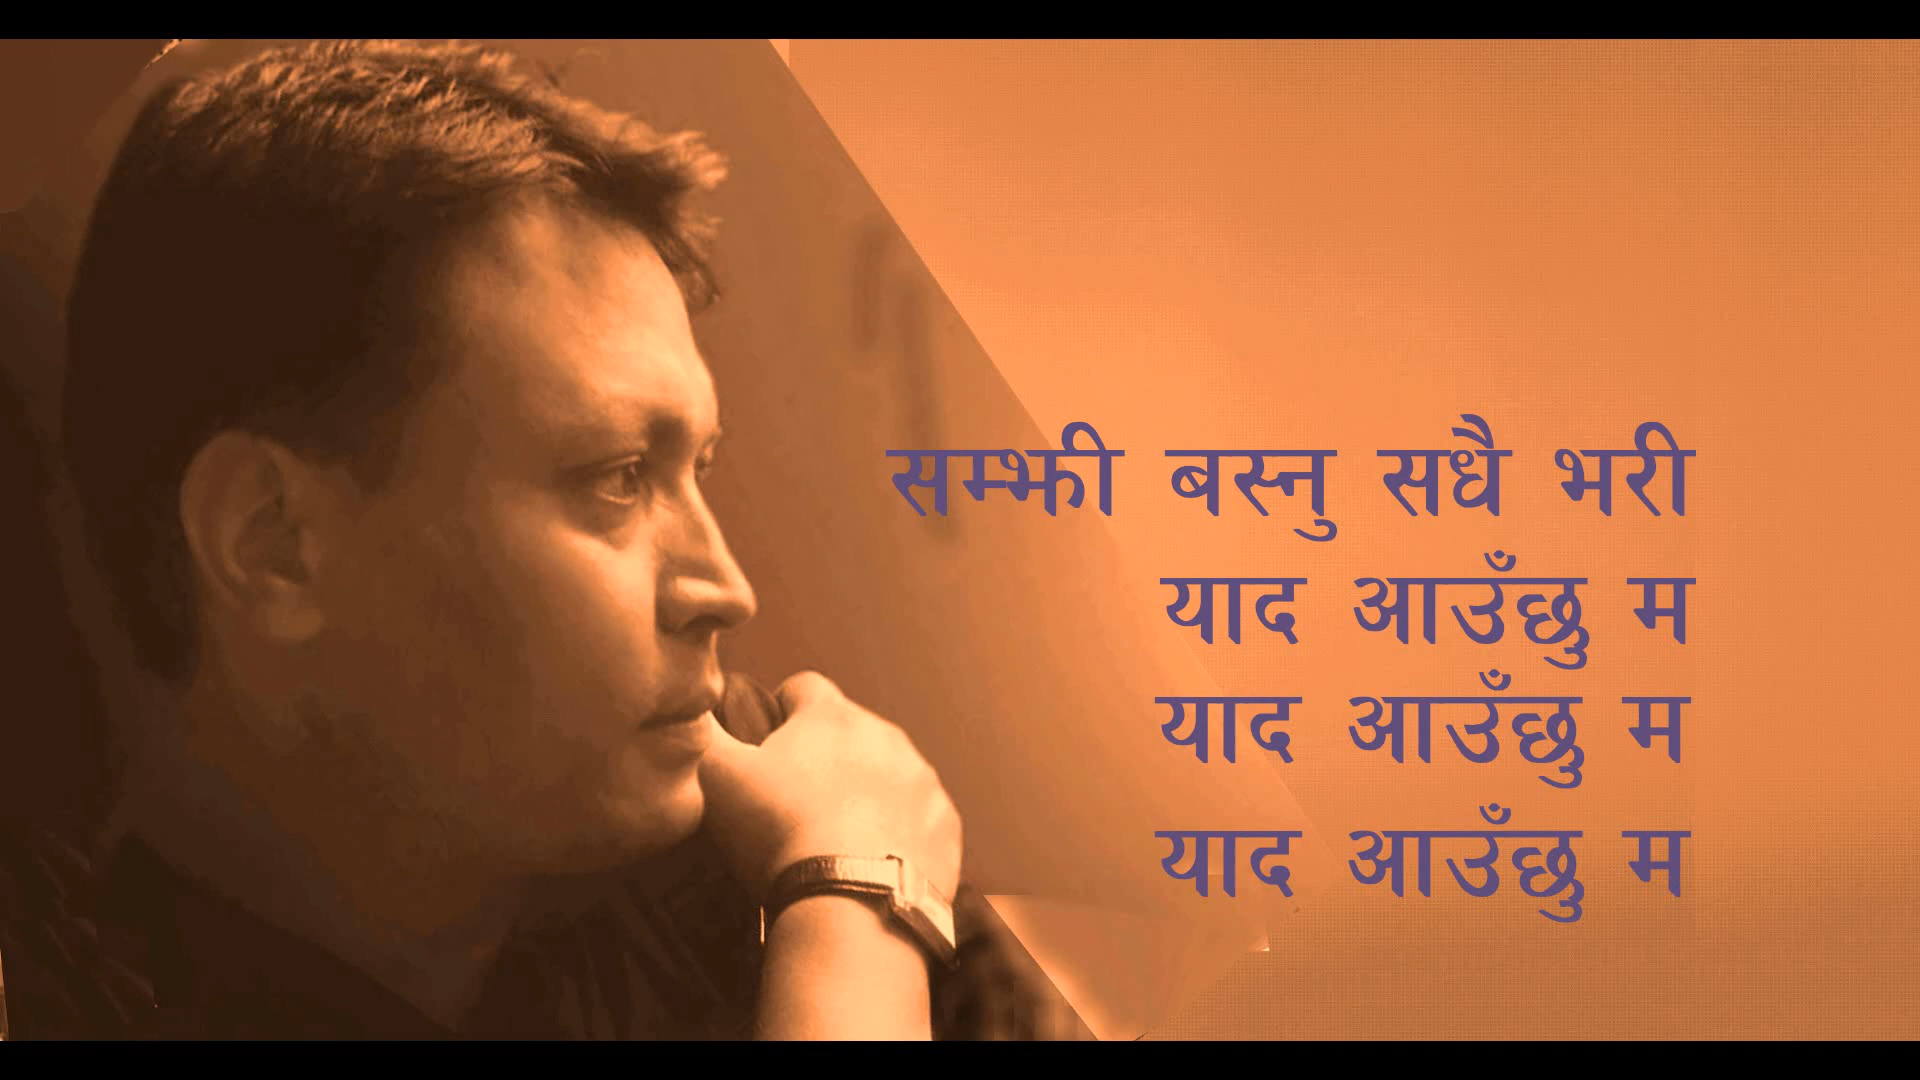 सम्झी बस्नु सधै भरी
याद आउँछु म
याद आउँछु म
याद आउँछु म